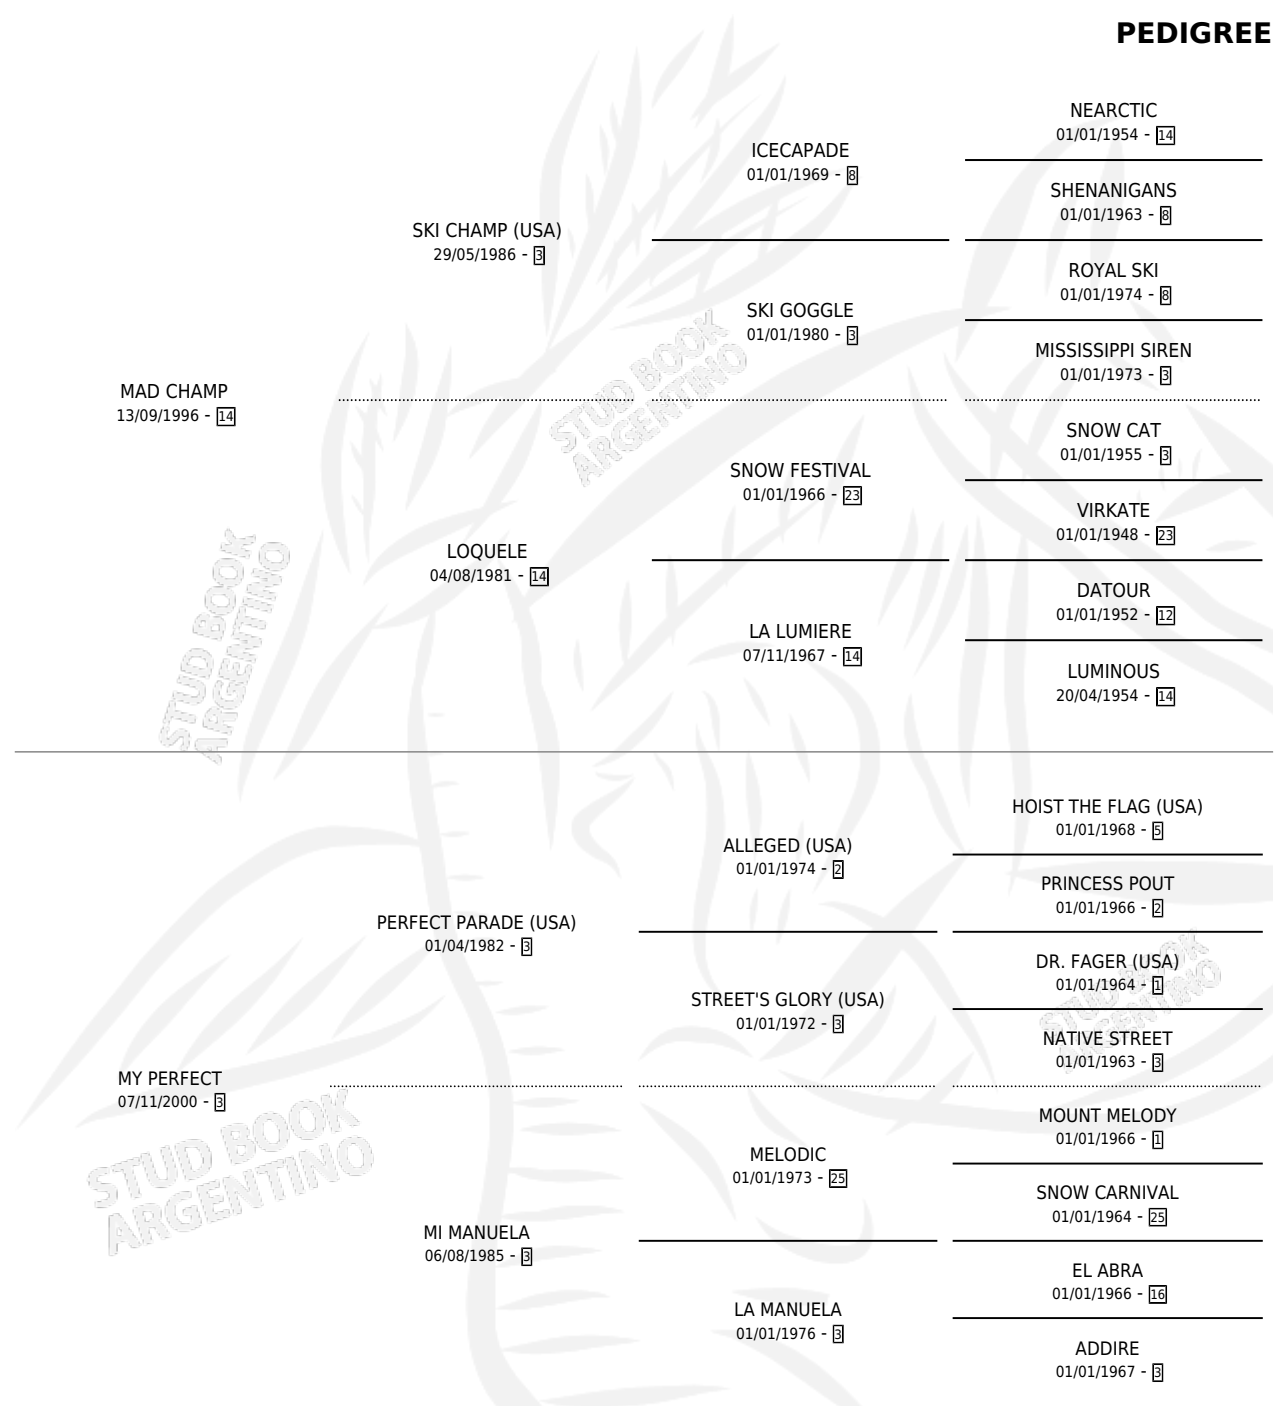 PEDIGREE
NEARCTIC
01/01/1954 - 14
ICECAPADE
01/01/1969 - 8
SHENANIGANS
01/01/1963 - 8
SKI CHAMP (USA)
29/05/1986 - 3
ROYAL SKI
01/01/1974 - 8
SKI GOGGLE
01/01/1980 - 3
MISSISSIPPI SIREN
01/01/1973 - 3
MAD CHAMP
13/09/1996 - 14
STUD BOOK
ARGENTINO
SNOW CAT
01/01/1955 - 3
SNOW FESTIVAL
01/01/1966 - 23
VIRKATE
01/01/1948 - 23
LOQUELE
04/08/1981 - 14
DATOUR
01/01/1952 - 12
LA LUMIERE
07/11/1967 - 14
LUMINOUS
20/04/1954 - 14
STUD BOOK
ARGENTINO
HOIST THE FLAG (USA)
01/01/1968 - 5
ALLEGED (USA)
01/01/1974 - 2
PRINCESS POUT
01/01/1966 - 2
PERFECT PARADE (USA)
01/04/1982 - 3
DR. FAGER (USA)
01/01/1964 - 1
STREET'S GLORY (USA)
01/01/1972 - 3
STUD BOOK
ARGENTINO
NATIVE STREET
01/01/1963 - 3
MY PERFECT
07/11/2000 - 3
STUD BOOK
ARGENTINO
MOUNT MELODY
01/01/1966 - 1
MELODIC
01/01/1973 - 25
SNOW CARNIVAL
01/01/1964 - 25
MI MANUELA
06/08/1985 - 3
EL ABRA
01/01/1966 - 16
LA MANUELA
01/01/1976 - 3
ADDIRE
01/01/1967 - 3